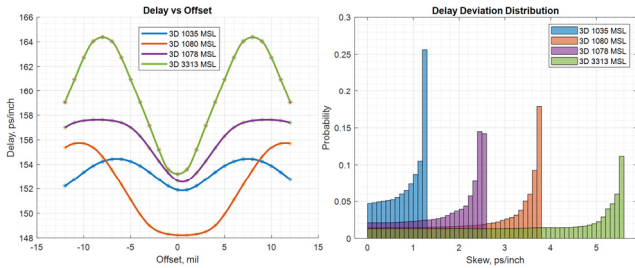 Delay vs Offset
166
164
162
160
158
156
154
152
150
148
Delay, ps/inch
3D 1035 MSL
3D 1080 MSL
3D 1078 MSL
3D 3313 MSL
-15
-10
-5
0
5
10
15
Offset, mil
Delay Deviation Distribution
0.3
0.25
0.2
0.15
0.1
0.05
0
Probability
3D 1035 MSL
3D 1080 MSL
3D 1078 MSL
3D 3313 MSL
0
1
2
3
4
5
Skew, ps/inch